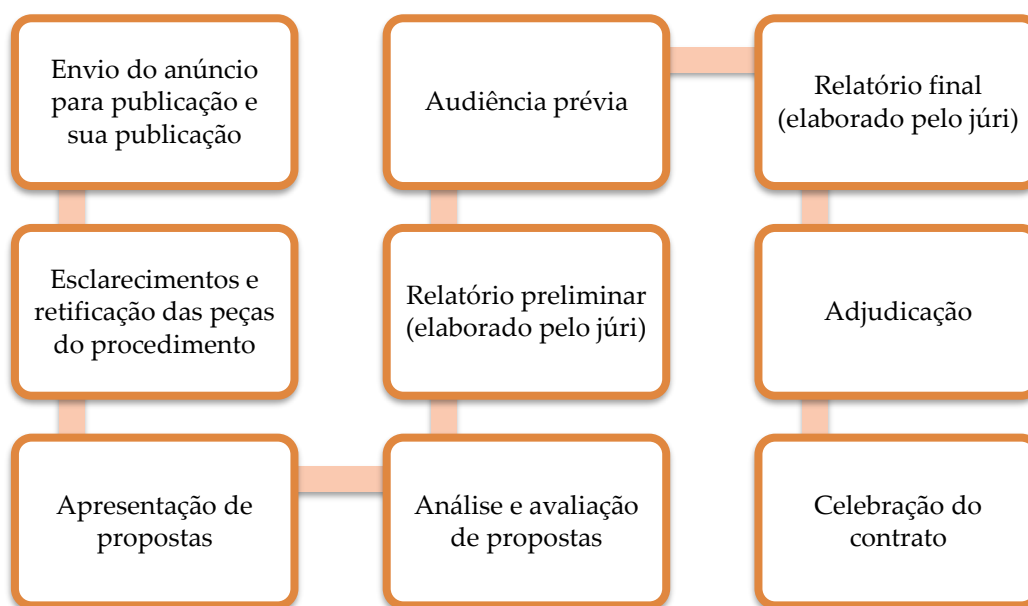 Envio do anúncio
para publicação e
sua publicação
Esclarecimentos e
retificação das peças
do procedimento
Apresentação de
propostas
Análise e avaliação
de propostas
Relatório preliminar
(elaborado pelo júri)
Audiência prévia
Relatório final
(elaborado pelo júri)
Adjudicação
Celebração do
contrato